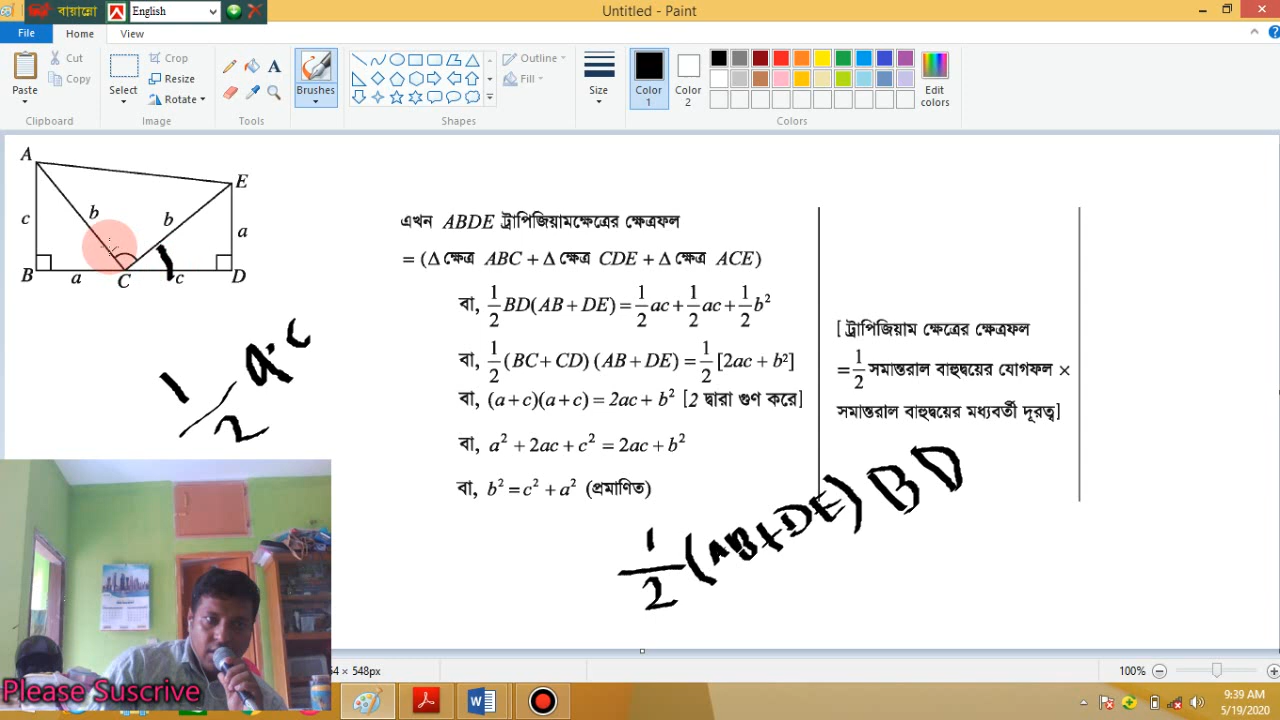 বায়ান্নো English
Untitled - Paint
File Home View
Paste Cut Copy Clipboard
Select Crop Resize Rotate Image
Tools
Brushes
Outline Fill Shapes
Size
Color 1 Color 2 Edit colors Colors
A
E
b
b
c
a
B a C c D
1/2 a.c
এখন ABDE ট্রাপিজিয়ামক্ষেত্রের ক্ষেত্রফল
= (Δ ক্ষেত্র ABC + Δ ক্ষেত্র CDE + Δ ক্ষেত্র ACE)
বা, 1/2 BD(AB + DE) = 1/2 ac + 1/2 ac + 1/2 b²
বা, 1/2 (BC + CD) (AB + DE) = 1/2 [2ac + b²]
বা, (a + c)(a + c) = 2ac + b² [2 দ্বারা গুণ করে]
বা, a² + 2ac + c² = 2ac + b²
বা, b² = c² + a² (প্রমাণিত)
[ ট্রাপিজিয়াম ক্ষেত্রের ক্ষেত্রফল
= 1/2 সমান্তরাল বাহুদ্বয়ের যোগফল ×
সমান্তরাল বাহুদ্বয়ের মধ্যবর্তী দূরত্ব]
1/2 (AB+DE) BD
× 548px
100%
Please Suscrive
9:39 AM
5/19/2020